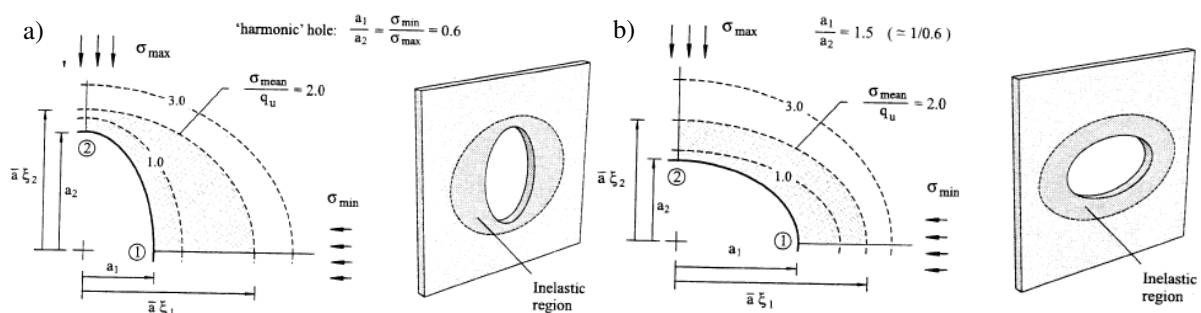 a)
'harmonic' hole: a1/a2 = σmin/σmax = 0.6
σmax
σmean/qu = 2.0
3.0
1.0
②
①
ā ξ2
a2
a1
ā ξ1
σmin
Inelastic
region
b)
σmax
a1/a2 = 1.5 ( ≃ 1/0.6 )
σmean/qu = 2.0
3.0
1.0
②
①
ā ξ2
a2
a1
ā ξ1
σmin
Inelastic
region